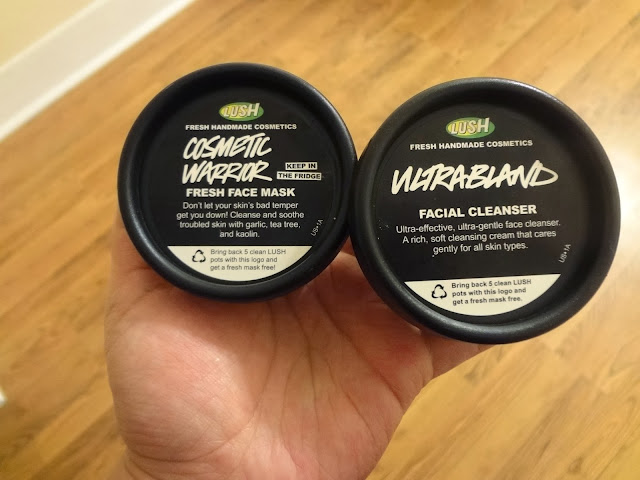 LUSH
FRESH HANDMADE COSMETICS
COSMETIC
WARRIOR
KEEP IN
THE FRIDGE
FRESH FACE MASK
Don't let your skin's bad temper
get you down! Cleanse and soothe
troubled skin with garlic, tea tree,
and kaolin.
US•1A
Bring back 5 clean LUSH
pots with this logo and
get a fresh mask free!
LUSH
FRESH HANDMADE COSMETICS
ULTRABLAND
FACIAL CLEANSER
Ultra-effective, ultra-gentle face cleanser.
A rich, soft cleansing cream that cares
gently for all skin types.
US•1A
Bring back 5 clean LUSH
pots with this logo and
get a fresh mask free.